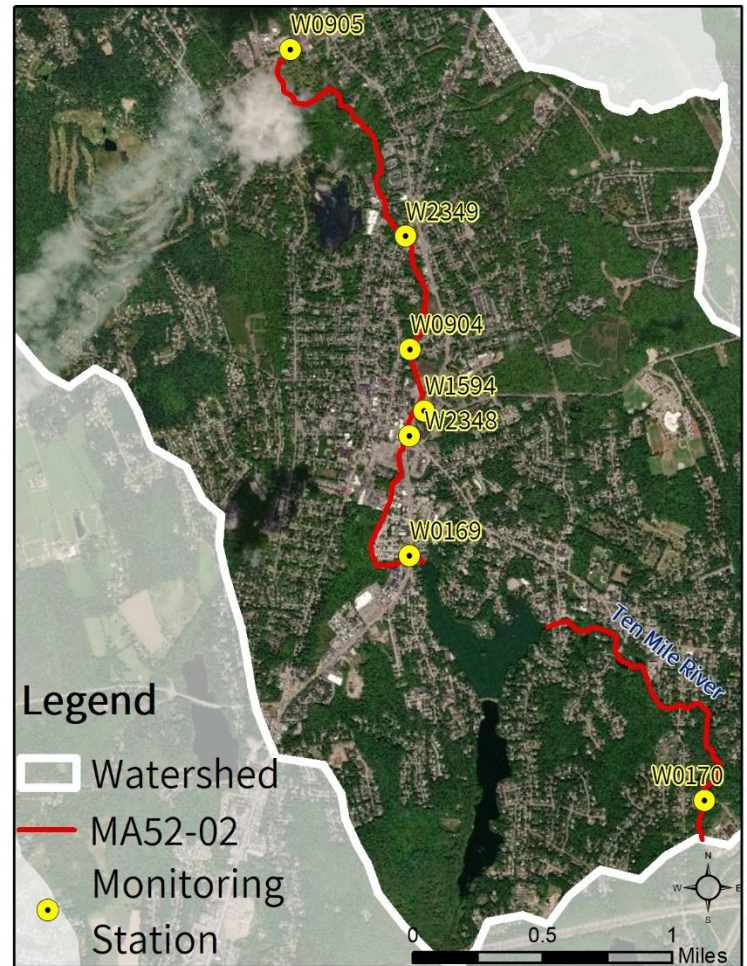 W0905
W2349
W0904
W1594
W2348
W0169
Ten Mile River
W0170
Legend
Watershed
MA52-02
Monitoring
Station
N
W E
S
0 0.5 1
Miles